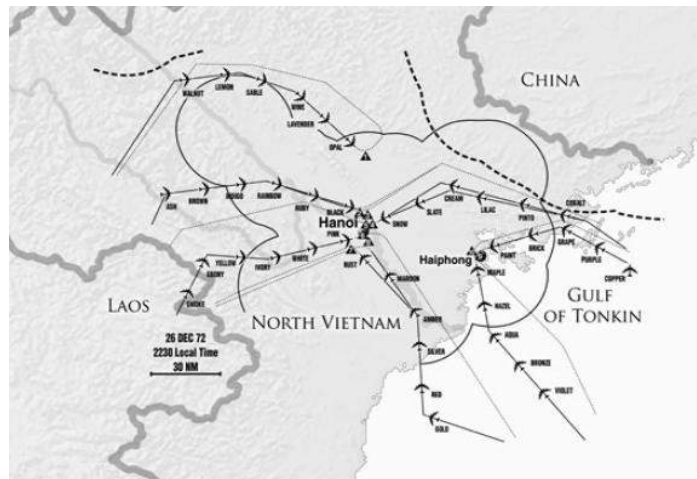 CHINA
WALNUT
LEMON
SABLE
WINE
LAVENDER
OPAL
ASH
BROWN
INDIGO
RAINBOW
RUBY
BLACK
Hanoi
PINK
SNOW
SLATE
CREAM
LILAC
PINTO
COBALT
SMOKE
EBONY
YELLOW
IVORY
WHITE
RUST
MAROON
Haiphong
MAPLE
PAINT
BRICK
GRAPE
PURPLE
COPPER
LAOS
NORTH VIETNAM
GULF
OF TONKIN
AMBER
SILVER
RED
GOLD
HAZEL
AQUA
BRONZE
VIOLET
26 DEC 72
2230 Local Time
30 NM